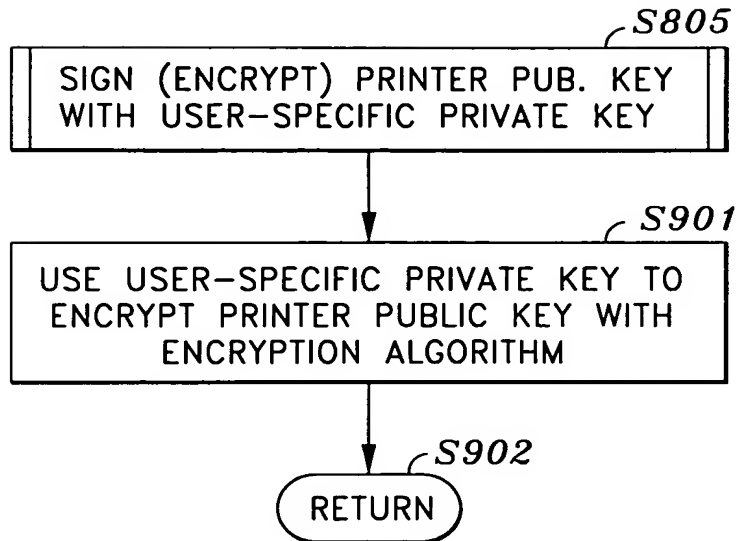 S805
SIGN (ENCRYPT) PRINTER PUB. KEY
WITH USER-SPECIFIC PRIVATE KEY
S901
USE USER-SPECIFIC PRIVATE KEY TO
ENCRYPT PRINTER PUBLIC KEY WITH
ENCRYPTION ALGORITHM
S902
RETURN